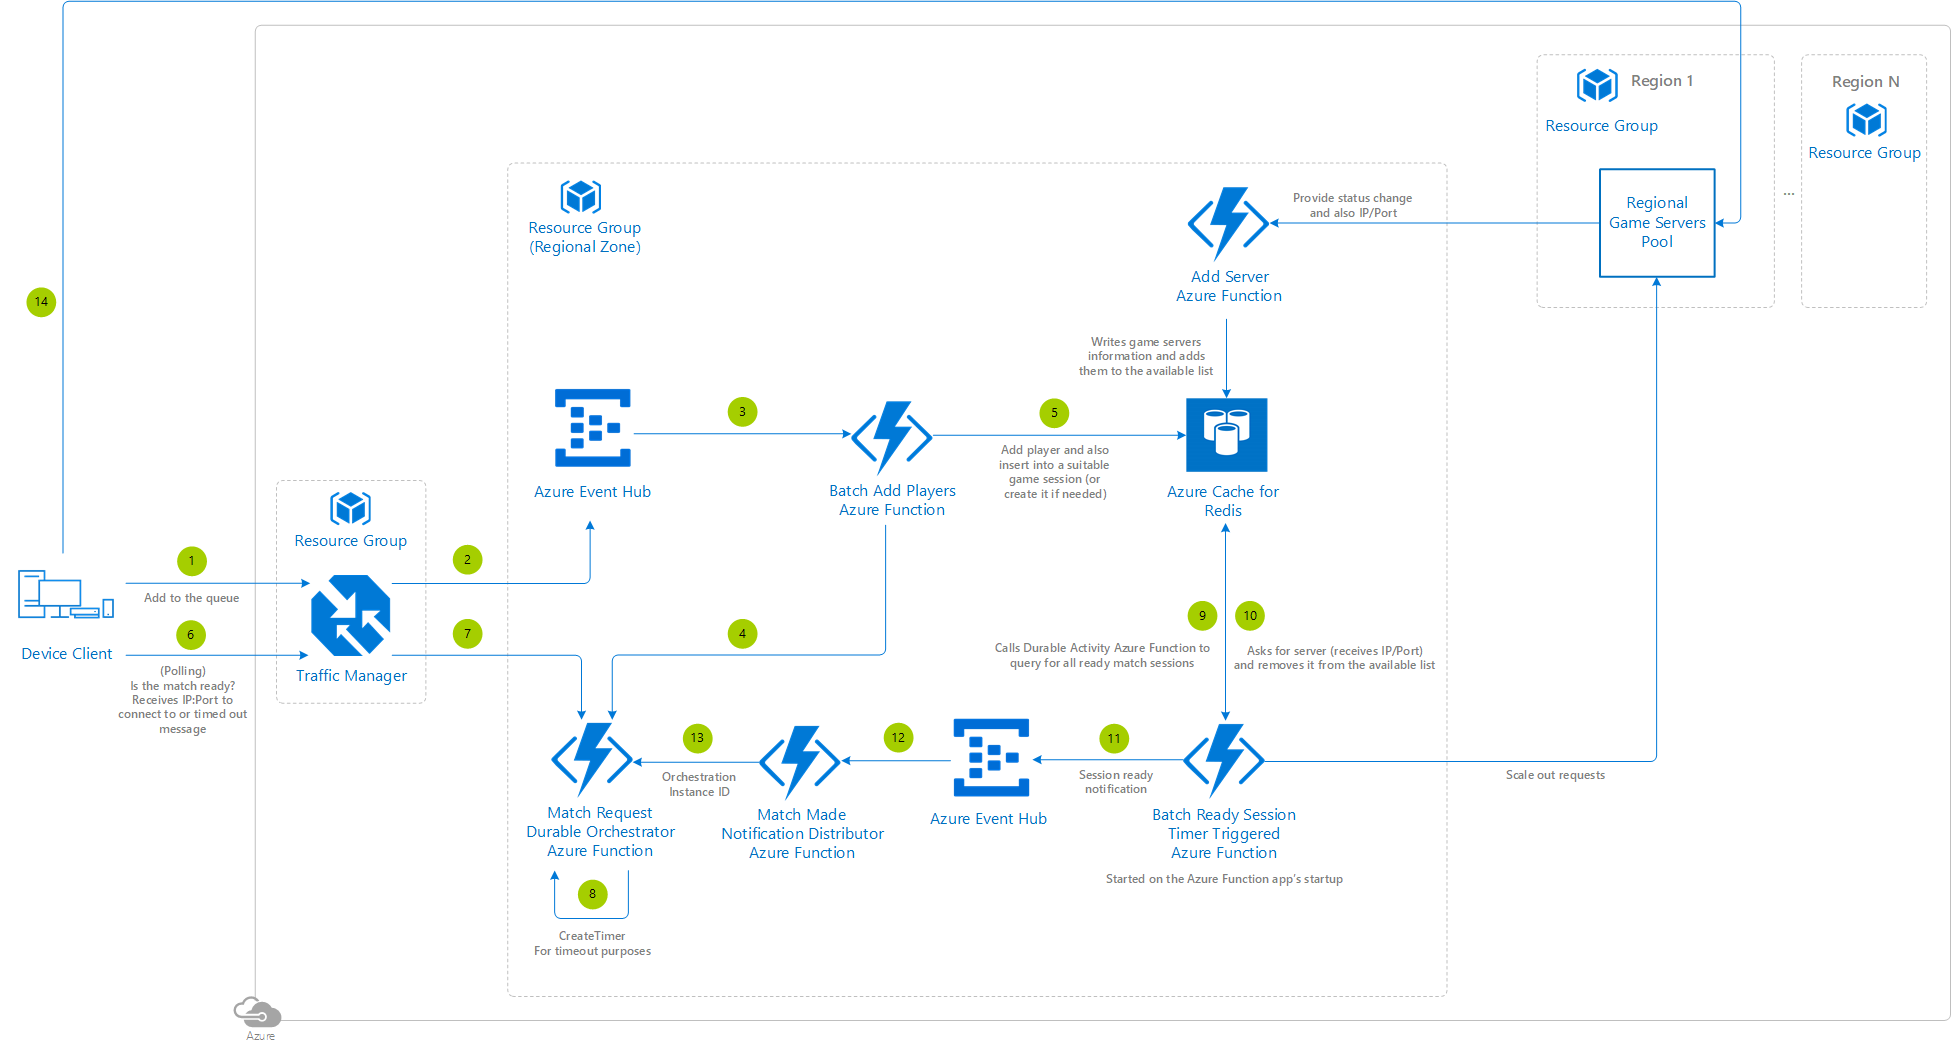 Region 1
Resource Group
Region N
Resource Group
...
Regional
Game Servers
Pool
Resource Group
(Regional Zone)
Provide status change
and also IP/Port
Add Server
Azure Function
14
Writes game servers
information and adds
them to the available list
3
5
Azure Event Hub
Batch Add Players
Azure Function
Add player and also
insert into a suitable
game session (or
create it if needed)
Azure Cache for
Redis
Resource Group
1
2
Add to the queue
6
7
4
9
10
Device Client
(Polling)
Is the match ready?
Receives IP:Port to
connect to or timed out
message
Traffic Manager
Calls Durable Activity Azure Function to
query for all ready match sessions
Asks for server (receives IP/Port)
and removes it from the available list
13
12
11
Orchestration
Instance ID
Session ready
notification
Scale out requests
Match Request
Durable Orchestrator
Azure Function
Match Made
Notification Distributor
Azure Function
Azure Event Hub
Batch Ready Session
Timer Triggered
Azure Function
Started on the Azure Function app's startup
8
CreateTimer
For timeout purposes
Azure